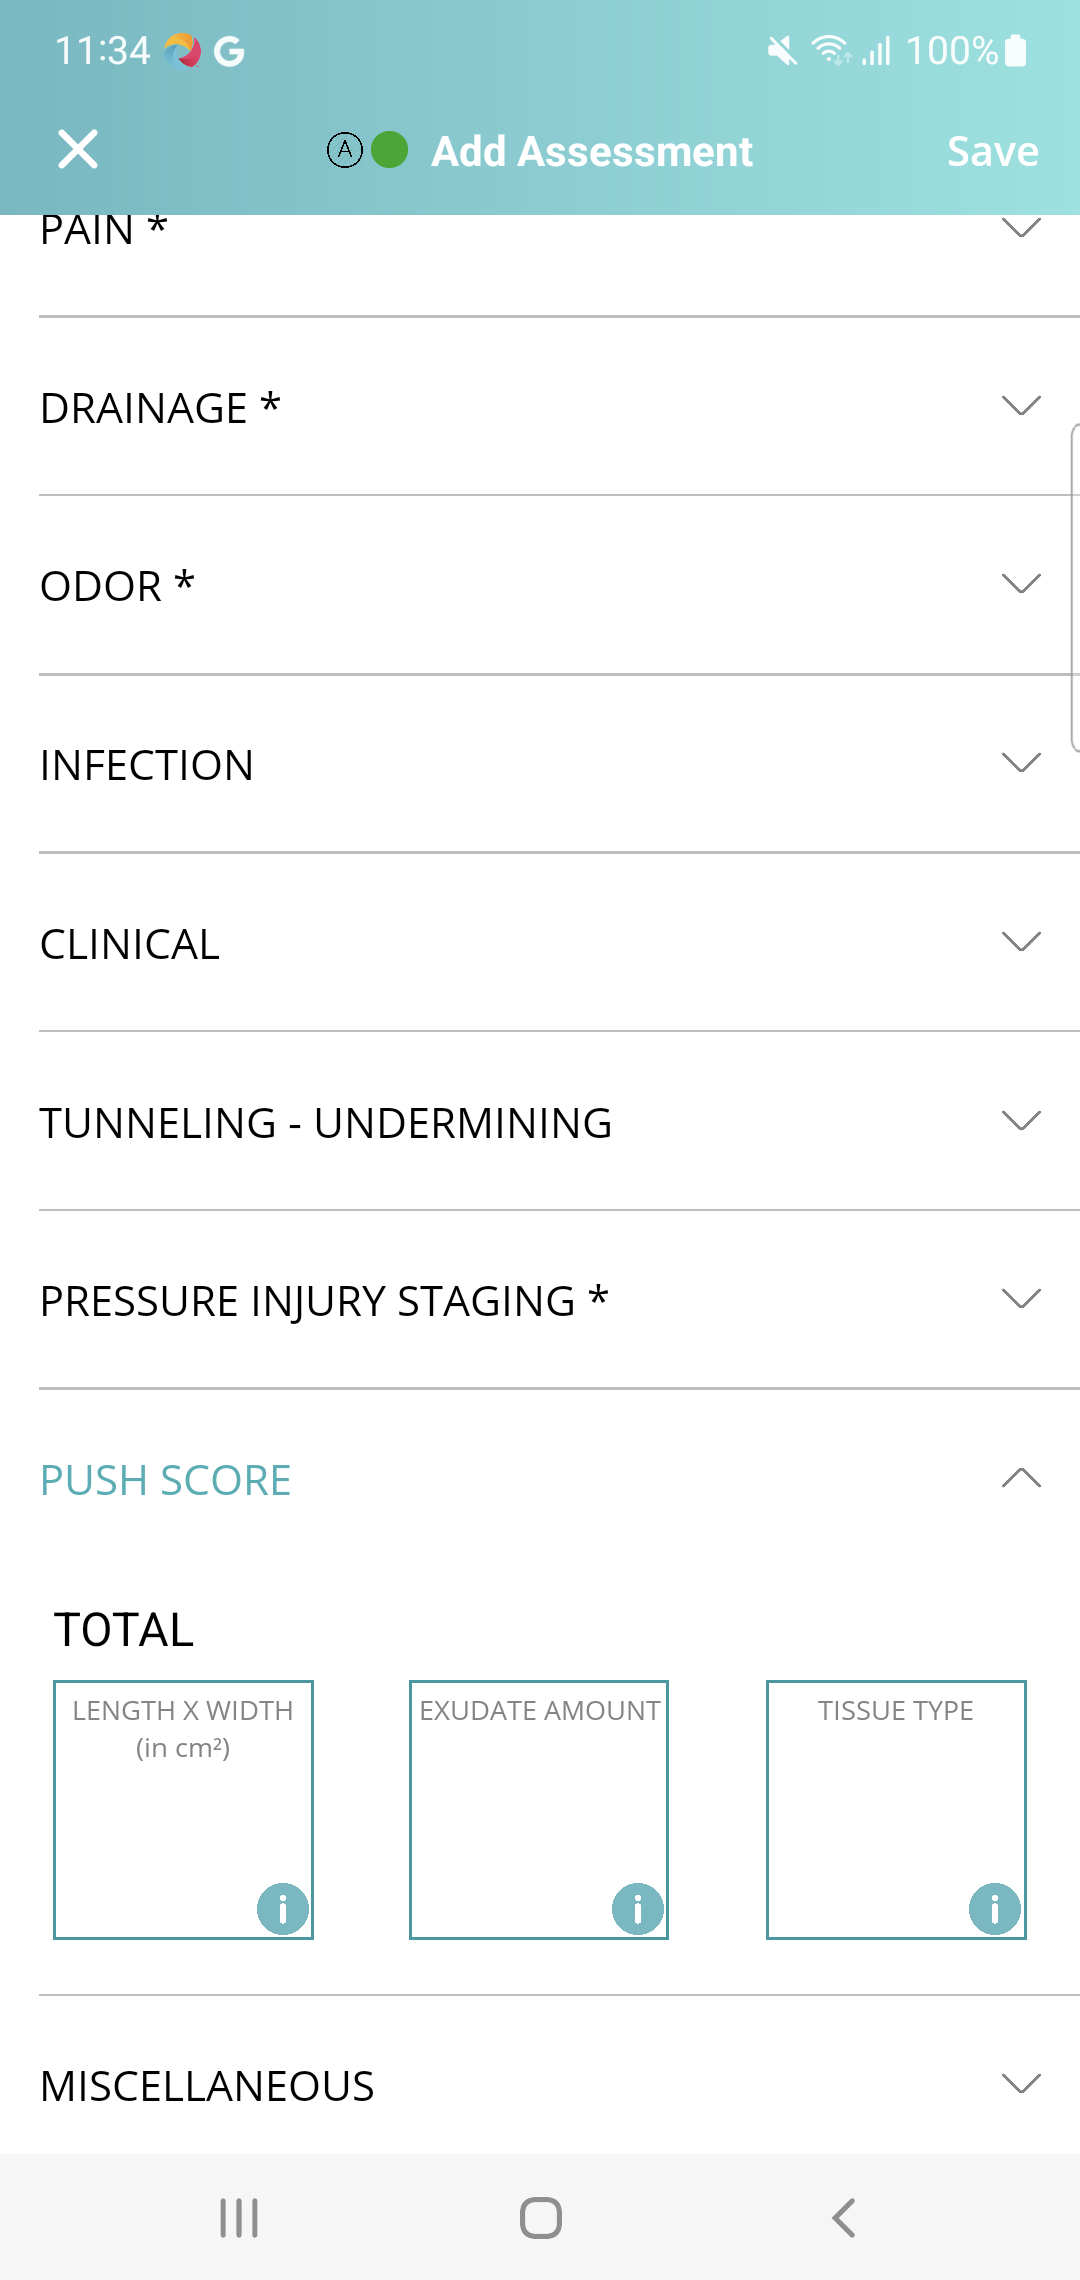 11:34 G 100%
A Add Assessment Save
PAIN *
DRAINAGE *
ODOR *
INFECTION
CLINICAL
TUNNELING - UNDERMINING
PRESSURE INJURY STAGING *
PUSH SCORE
TOTAL
LENGTH X WIDTH
(in cm²)
EXUDATE AMOUNT
TISSUE TYPE
i i i
MISCELLANEOUS